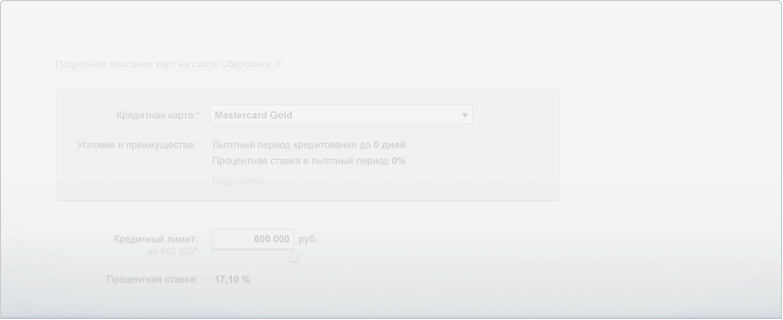 Подробное описание карт на сайте Сбербанка
Кредитная карта:* Mastercard Gold
Условия и преимущества: Льготный период кредитования до 0 дней
Процентная ставка в льготный период 0%
Подробнее
Кредитный лимит: 600 000 руб.
до 600 000*
Процентная ставка: 17,10 %